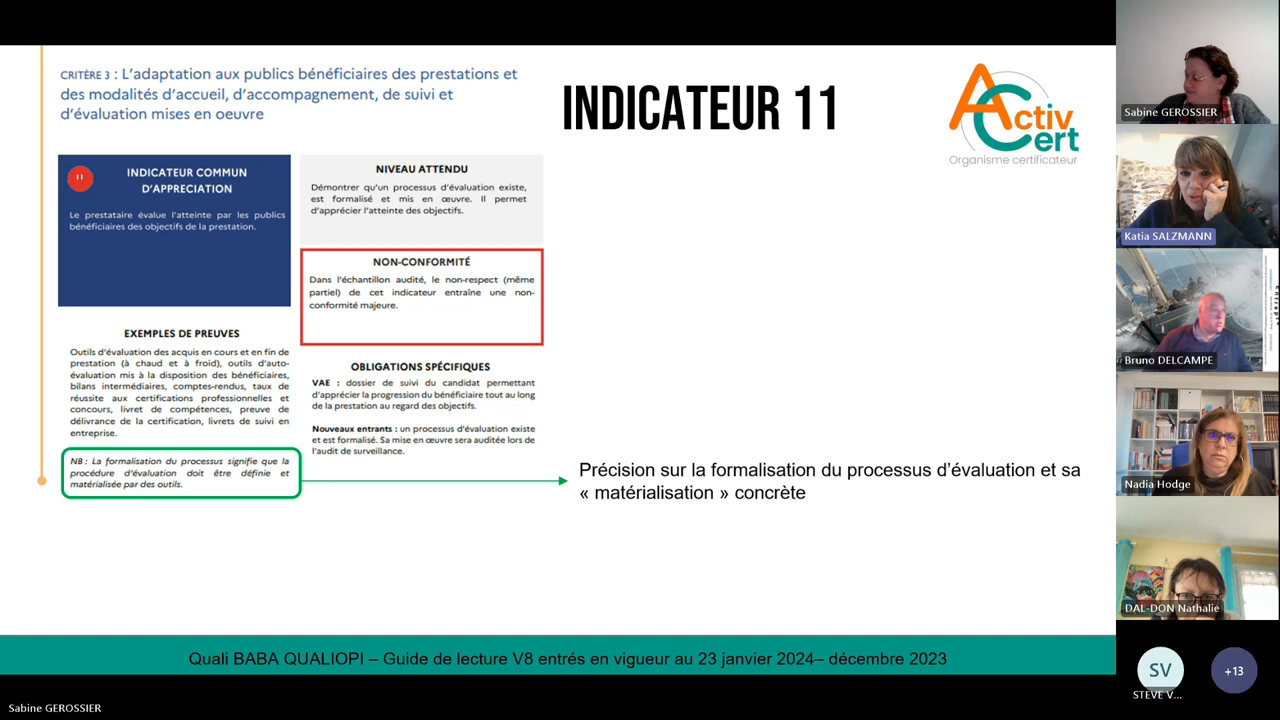 CRITÈRE 3 : L'adaptation aux publics bénéficiaires des prestations et
des modalités d'accueil, d'accompagnement, de suivi et
d'évaluation mises en oeuvre
INDICATEUR 11
Activ
Cert
Organisme certificateur
11
INDICATEUR COMMUN
D'APPRECIATION
Le prestataire évalue l'atteinte par les publics
bénéficiaires des objectifs de la prestation.
NIVEAU ATTENDU
Démontrer qu'un processus d'évaluation existe,
est formalisé et mis en œuvre. Il permet
d'apprécier l'atteinte des objectifs.
NON-CONFORMITÉ
Dans l'échantillon audité, le non-respect (même
partiel) de cet indicateur entraîne une non-
conformité majeure.
EXEMPLES DE PREUVES
Outils d'évaluation des acquis en cours et en fin de
prestation (à chaud et à froid), outils d'auto-
évaluation mis à la disposition des bénéficiaires,
bilans intermédiaires, comptes-rendus, taux de
réussite aux certifications professionnelles et
concours, livret de compétences, preuve de
délivrance de la certification, livrets de suivi en
entreprise.
NB : La formalisation du processus signifie que la
procédure d'évaluation doit être définie et
matérialisée par des outils.
OBLIGATIONS SPÉCIFIQUES
VAE : dossier de suivi du candidat permettant
d'apprécier la progression du bénéficiaire tout au long
de la prestation au regard des objectifs.
Nouveaux entrants : un processus d'évaluation existe
et est formalisé. Sa mise en œuvre sera auditée lors de
l'audit de surveillance.
Précision sur la formalisation du processus d'évaluation et sa
« matérialisation » concrète
Quali BABA QUALIOPI – Guide de lecture V8 entrés en vigueur au 23 janvier 2024– décembre 2023
Sabine GEROSSIER
Katia SALZMANN
Bruno DELCAMPE
Nadia Hodge
DAL-DON Nathalie
SV
STEVE V...
+13
Sabine GEROSSIER